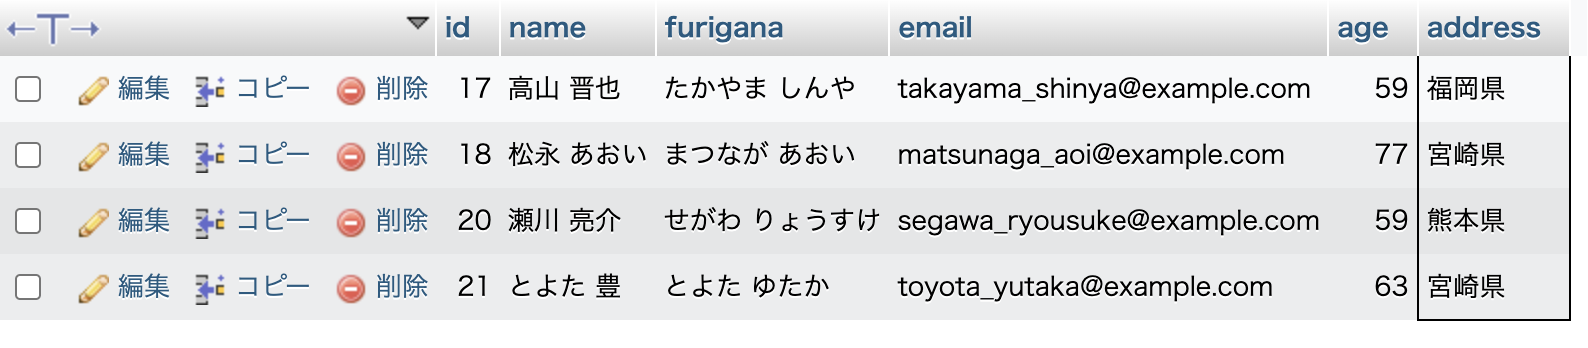 ←T→ id name furigana email age address
編集 コピー 削除 17 高山 晋也 たかやま しんや takayama_shinya@example.com 59 福岡県
編集 コピー 削除 18 松永 あおい まつなが あおい matsunaga_aoi@example.com 77 宮崎県
編集 コピー 削除 20 瀬川 亮介 せがわ りょうすけ segawa_ryousuke@example.com 59 熊本県
編集 コピー 削除 21 とよた 豊 とよた ゆたか toyota_yutaka@example.com 63 宮崎県